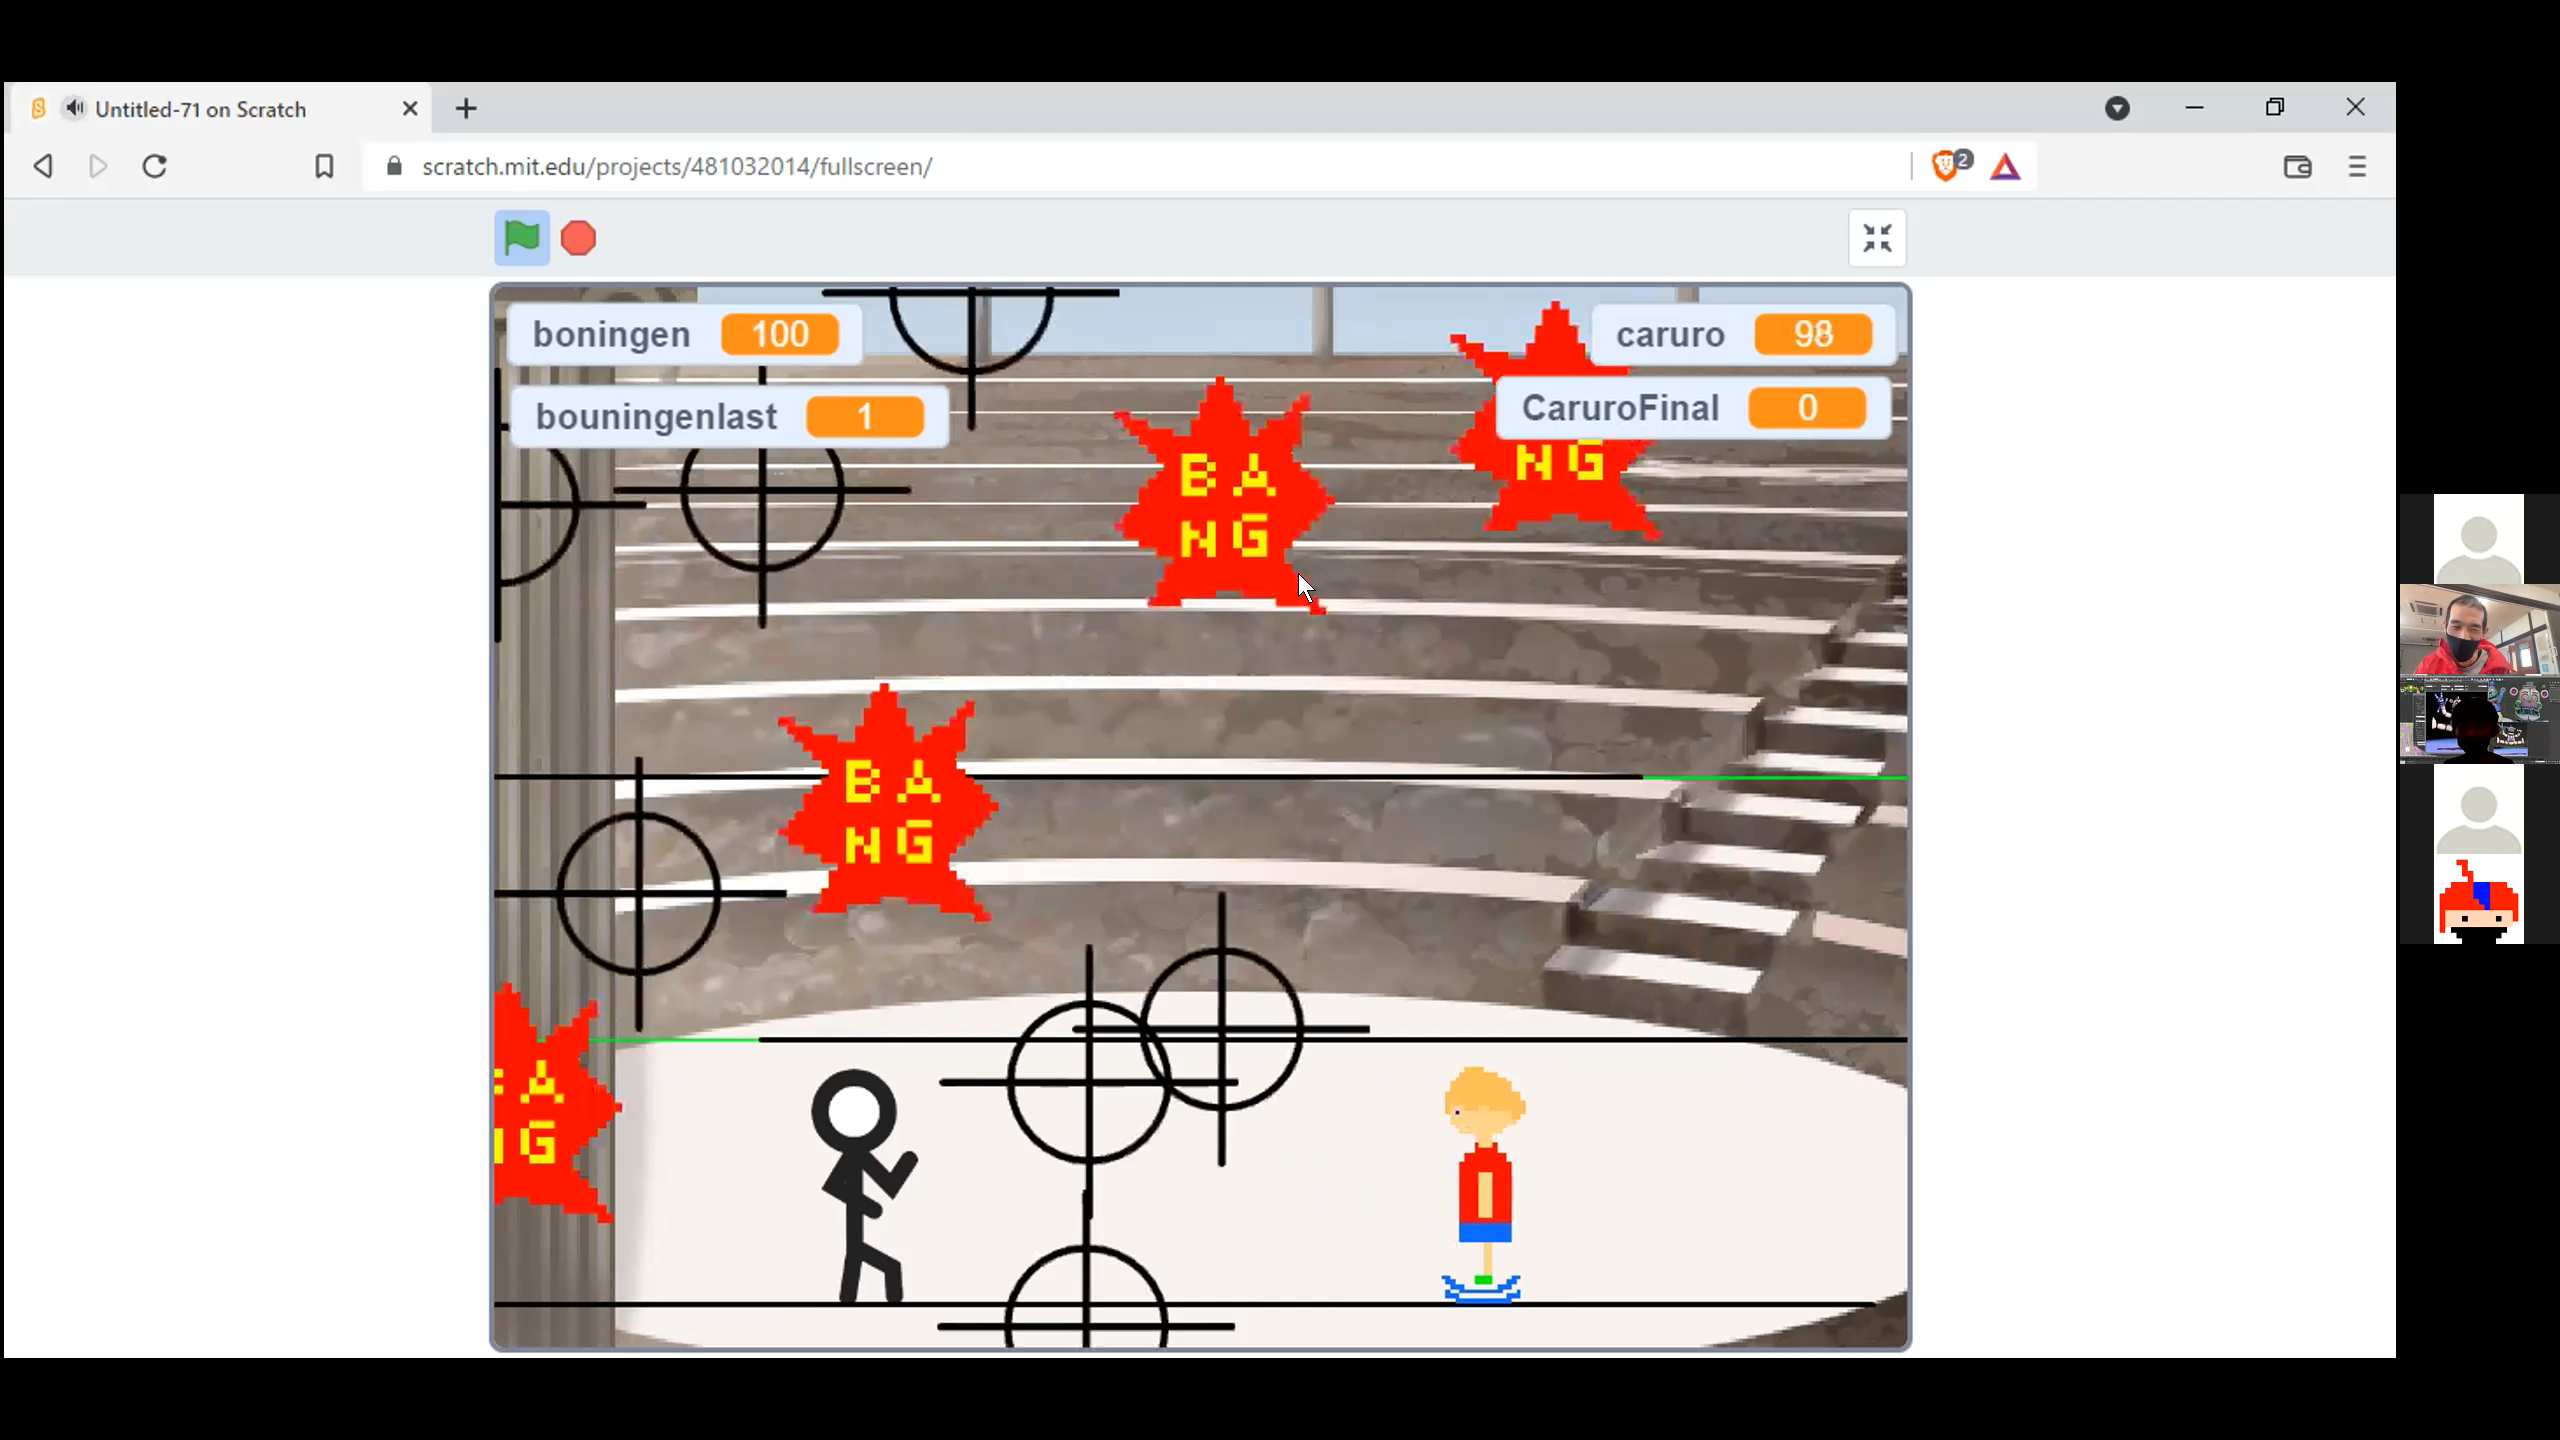 Untitled-71 on Scratch
scratch.mit.edu/projects/481032014/fullscreen/
2
boningen 100
caruro 98
bouningenlast 1
CaruroFinal 0
BA
NG
NG
BA
NG
A
G